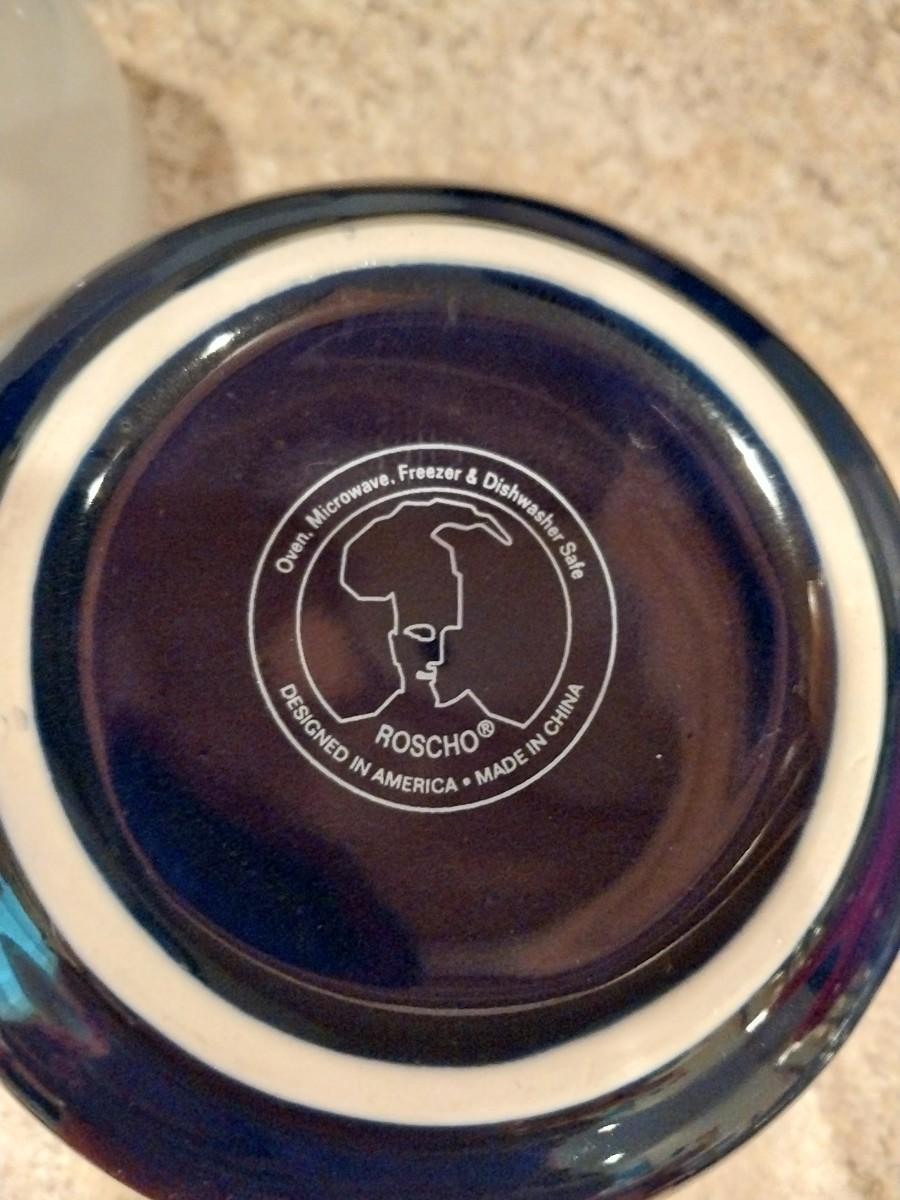 Oven, Microwave, Freezer & Dishwasher Safe
ROSCHO®
DESIGNED IN AMERICA • MADE IN CHINA